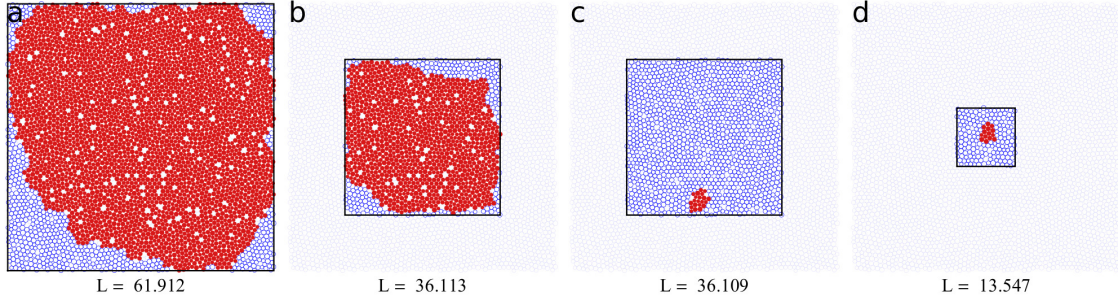 a b c d
L = 61.912 L = 36.113 L = 36.109 L = 13.547